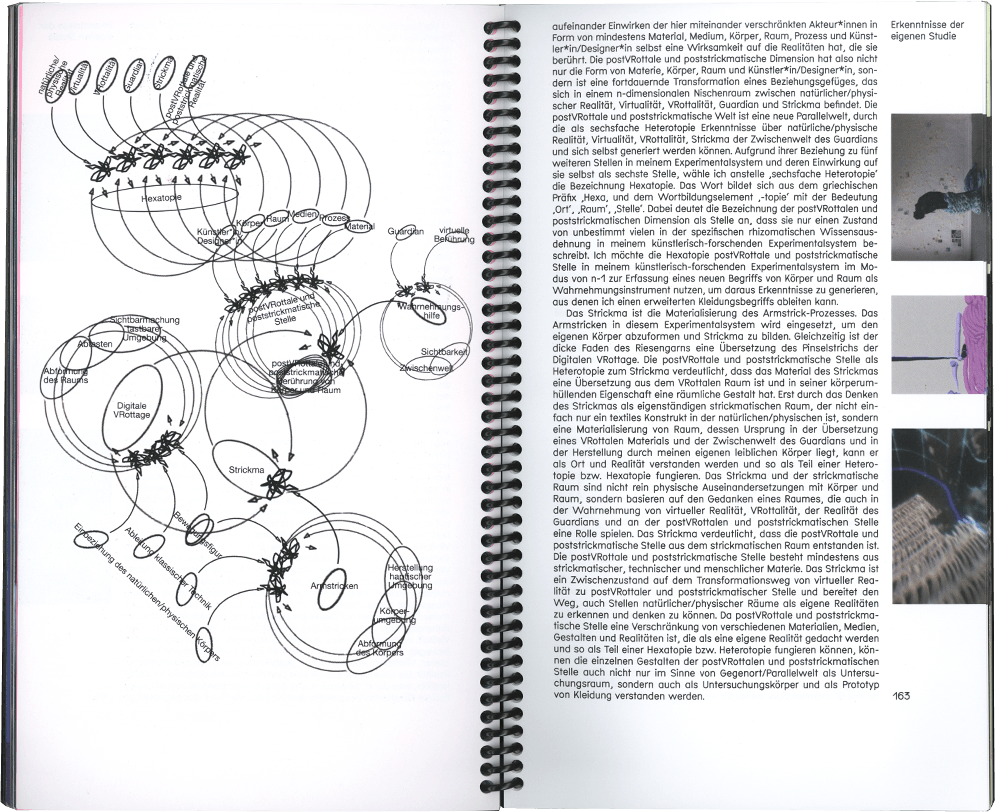 natürliche/
physische
Realität
Virtualität
VRottalität
Guardian
Strickma
postVRottale und
poststrickmatische
Realität
Hexatopie
Künstler*in/
Designer*in
Körper
Raum
Medien
Prozess
Material
Guardian
virtuelle
Berührung
postVRottale und
poststrickmatische
Stelle
Wahrnehmungs-
hilfe
Sichtbarkeit
Zwischenwelt
Sichtbarmachung
tastbare
Umgebung
Abtasten
Abformung
des Raums
postVRottale und
poststrickmatische
Berührung von
Körper und Raum
Digitale
VRottage
Strickma
Einbeziehung des natürlichen/physischen Körpers
Ableitung klassischer Technik
Armstricken
Herstellung
haptischer
Umgebung
Körper-
umgebung
Abformung
des Körpers
aufeinander Einwirken der hier miteinander verschränkten Akteur*innen in
Form von mindestens Material, Medium, Körper, Raum, Prozess und Künst-
ler*in/Designer*in selbst eine Wirksamkeit auf die Realitäten hat, die sie
berührt. Die postVRottale und poststrickmatische Dimension hat also nicht
nur die Form von Materie, Körper, Raum und Künstler*in/Designer*in, son-
dern ist eine fortdauernde Transformation eines Beziehungsgefüges, das
sich in einem n-dimensionalen Nischenraum zwischen natürlicher/physi-
scher Realität, Virtualität, VRottalität, Guardian und Strickma befindet. Die
postVRottale und poststrickmatische Welt ist eine neue Parallelwelt, durch
die als sechsfache Heterotopie Erkenntnisse über natürliche/physische
Realität, Virtualität, VRottalität, Strickma der Zwischenwelt des Guardians
und sich selbst generiert werden können. Aufgrund ihrer Beziehung zu fünf
weiteren Stellen in meinem Experimentalsystem und deren Einwirkung auf
sie selbst als sechste Stelle, wähle ich anstelle ‚sechsfache Heterotopie'
die Bezeichnung Hexatopie. Das Wort bildet sich aus dem griechischen
Präfix ‚Hexa, und dem Wortbildungselement ‚-topie' mit der Bedeutung
‚Ort', ‚Raum', ‚Stelle'. Dabei deutet die Bezeichnung der postVRottalen und
poststrickmatischen Dimension als Stelle an, dass sie nur einen Zustand
von unbestimmt vielen in der spezifischen rhizomatischen Wissensaus-
dehnung in meinem künstlerisch-forschenden Experimentalsystem be-
schreibt. Ich möchte die Hexatopie postVRottale und poststrickmatische
Stelle in meinem künstlerisch-forschenden Experimentalsystem im Mo-
dus von n-1 zur Erfassung eines neuen Begriffs von Körper und Raum als
Wahrnehmungsinstrument nutzen, um daraus Erkenntnisse zu generieren,
aus denen ich einen erweiterten Kleidungsbegriffs ableiten kann.
Das Strickma ist die Materialisierung des Armstrick-Prozesses. Das
Armstricken in diesem Experimentalsystem wird eingesetzt, um den
eigenen Körper abzuformen und Strickma zu bilden. Gleichzeitig ist der
dicke Faden des Riesengarns eine Übersetzung des Pinselstrichs der
Digitalen VRottage. Die postVRottale und poststrickmatische Stelle als
Heterotopie zum Strickma verdeutlicht, dass das Material des Strickmas
eine Übersetzung aus dem VRottalen Raum ist und in seiner körperum-
hüllenden Eigenschaft eine räumliche Gestalt hat. Erst durch das Denken
des Strickmas als eigenständigen strickmatischen Raum, der nicht ein-
fach nur ein textiles Konstrukt in der natürlichen/physischen ist, sondern
eine Materialisierung von Raum, dessen Ursprung in der Übersetzung
eines VRottalen Materials und der Zwischenwelt des Guardians und in
der Herstellung durch meinen eigenen leiblichen Körper liegt, kann er
als Ort und Realität verstanden werden und so als Teil einer Hetero-
topie bzw. Hexatopie fungieren. Das Strickma und der strickmatische
Raum sind nicht rein physische Auseinandersetzungen mit Körper und
Raum, sondern basieren auf den Gedanken eines Raumes, die auch in
der Wahrnehmung von virtueller Realität, VRottalität, der Realität des
Guardians und an der postVRottalen und poststrickmatischen Stelle
eine Rolle spielen. Das Strickma verdeutlicht, dass die postVRottale und
poststrickmatische Stelle aus dem strickmatischen Raum entstanden ist.
Die postVRottale und poststrickmatische Stelle besteht mindestens aus
strickmatischer, technischer und menschlicher Materie. Das Strickma ist
ein Zwischenzustand auf dem Transformationsweg von virtueller Rea-
lität zu postVRottaler und poststrickmatischer Stelle und bereitet den
Weg, auch Stellen natürlicher/physischer Räume als eigene Realitäten
zu erkennen und denken zu können. Da postVRottale und poststrickma-
tische Stelle eine Verschränkung von verschiedenen Materialien, Medien,
Gestalten und Realitäten ist, die als eine eigene Realität gedacht werden
und so als Teil einer Hexatopie bzw. Heterotopie fungieren können, kön-
nen die einzelnen Gestalten der postVRottalen und poststrickmatischen
Stelle auch nicht nur im Sinne von Gegenort/Parallelwelt als Untersu-
chungsraum, sondern auch als Untersuchungskörper und als Prototyp
von Kleidung verstanden werden.
Erkenntnisse der
eigenen Studie
163